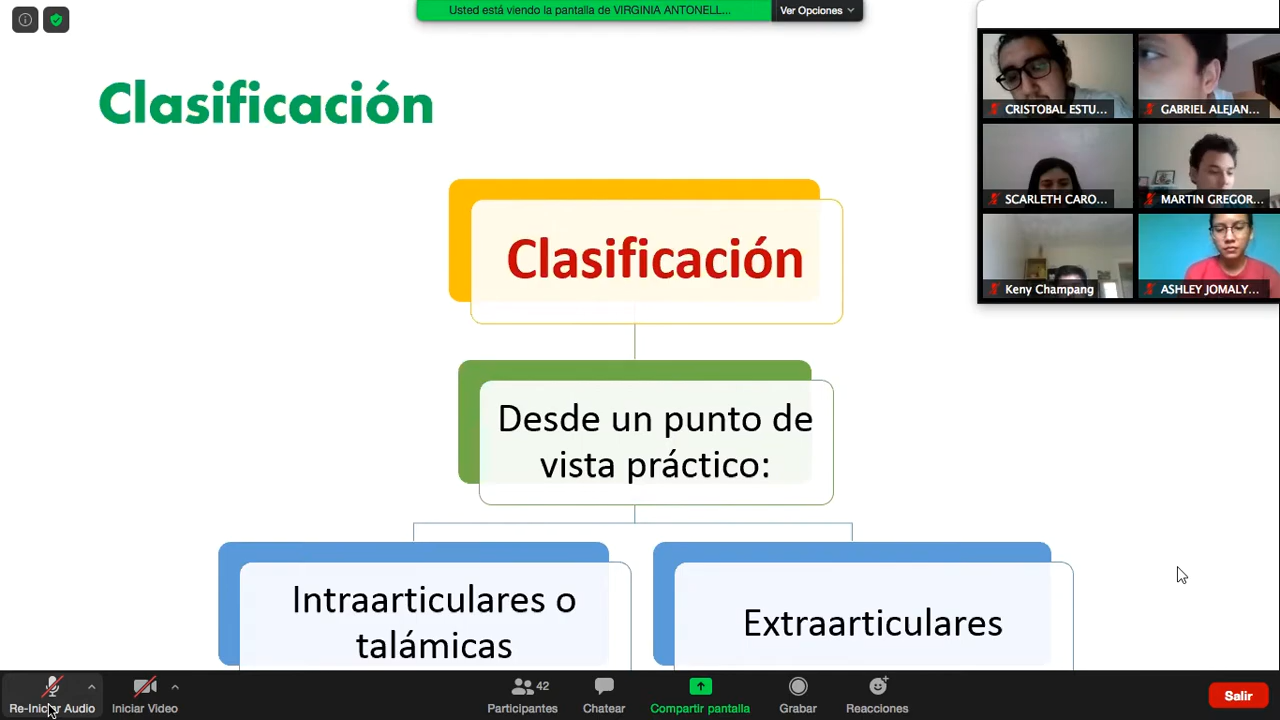 Usted está viendo la pantalla de VIRGINIA ANTONELL...
Ver Opciones
Clasificación
CRISTOBAL ESTU...
GABRIEL ALEJAN...
SCARLETH CARO...
MARTIN GREGOR...
Keny Champang
ASHLEY JOMALY...
Clasificación
Desde un punto de
vista práctico:
Intraarticulares o
talámicas
Extraarticulares
Re-Iniciar Audio
Iniciar Video
42
Participantes
Chatear
Compartir pantalla
Grabar
Reacciones
Salir